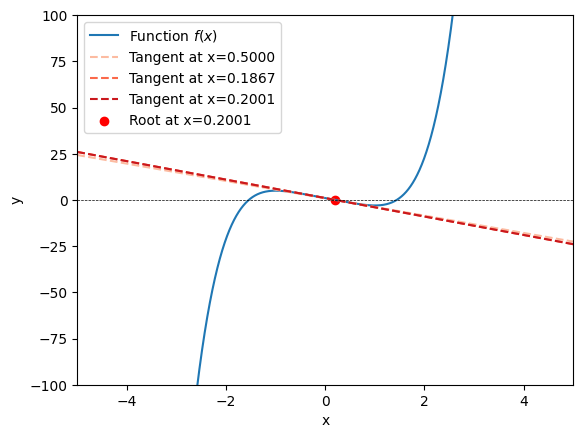 100
75
50
25
0
−25
−50
−75
−100
y
Function f(x)
Tangent at x=0.5000
Tangent at x=0.1867
Tangent at x=0.2001
Root at x=0.2001
−4
−2
0
2
4
x